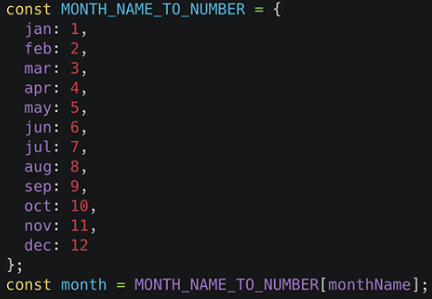 const MONTH_NAME_TO_NUMBER = {
  jan: 1,
  feb: 2,
  mar: 3,
  apr: 4,
  may: 5,
  jun: 6,
  jul: 7,
  aug: 8,
  sep: 9,
  oct: 10,
  nov: 11,
  dec: 12
};
const month = MONTH_NAME_TO_NUMBER[monthName];